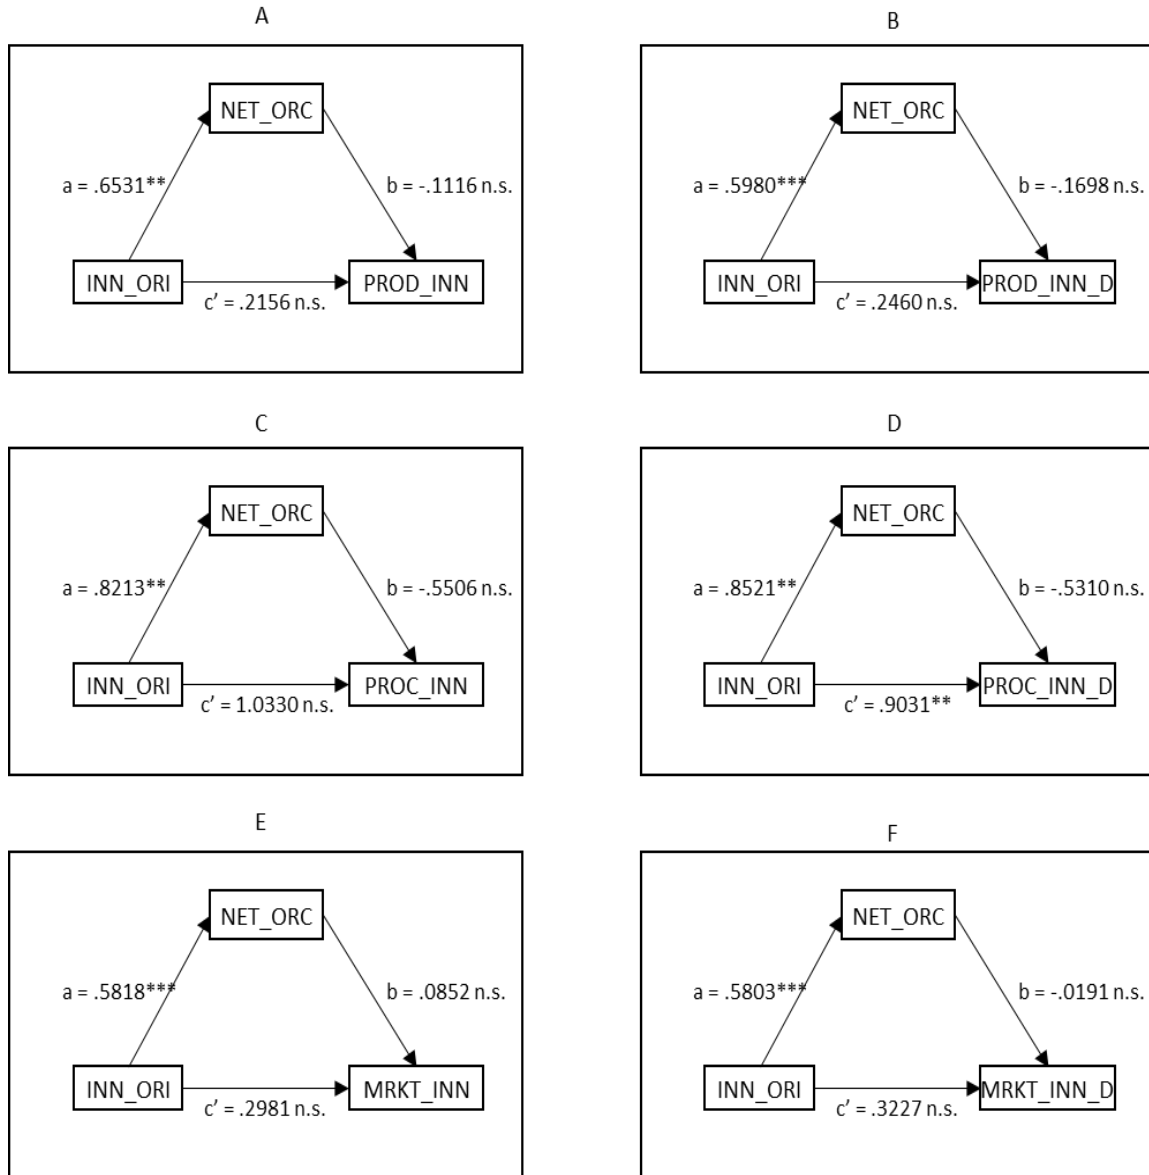 A
NET_ORC
a = .6531**
b = -.1116 n.s.
INN_ORI
PROD_INN
c’ = .2156 n.s.
B
NET_ORC
a = .5980***
b = -.1698 n.s.
INN_ORI
PROD_INN_D
c’ = .2460 n.s.
C
NET_ORC
a = .8213**
b = -.5506 n.s.
INN_ORI
PROC_INN
c’ = 1.0330 n.s.
D
NET_ORC
a = .8521**
b = -.5310 n.s.
INN_ORI
PROC_INN_D
c’ = .9031**
E
NET_ORC
a = .5818***
b = .0852 n.s.
INN_ORI
MRKT_INN
c’ = .2981 n.s.
F
NET_ORC
a = .5803***
b = -.0191 n.s.
INN_ORI
MRKT_INN_D
c’ = .3227 n.s.